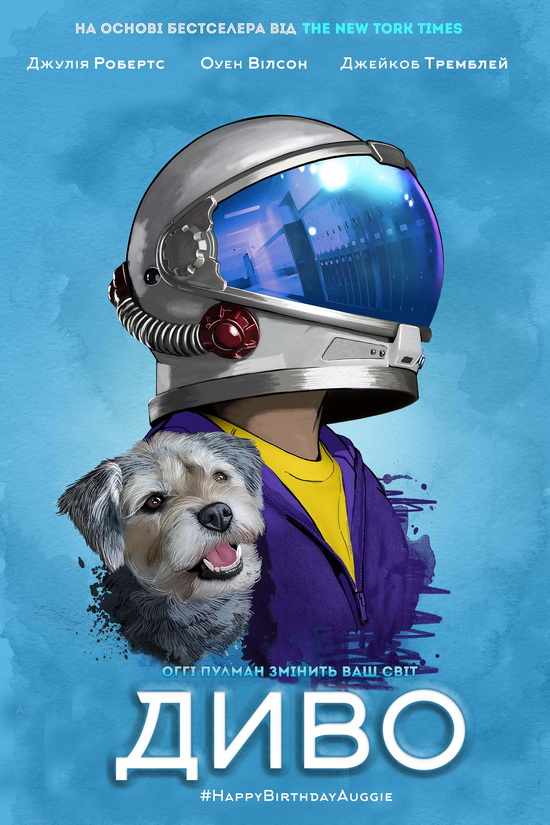 НА ОСНОВІ БЕСТСЕЛЕРА ВІД THE NEW YORK TIMES
ДЖУЛІЯ РОБЕРТС ОУЕН ВІЛСОН ДЖЕЙКОБ ТРЕМБЛЕЙ
ОГГІ ПУЛМАН ЗМІНИТЬ ВАШ СВІТ
ДИВО
#HAPPYBIRTHDAYAUGGIE